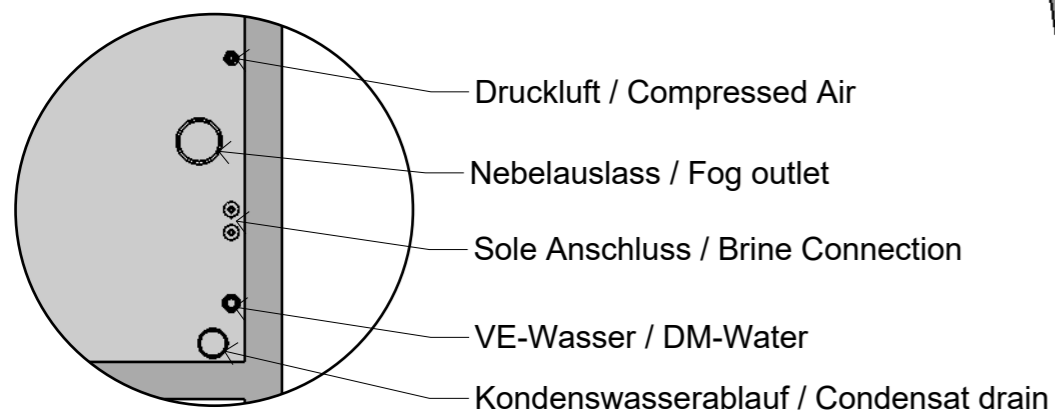 Druckluft / Compressed Air
Nebelauslass / Fog outlet
Sole Anschluss / Brine Connection
VE-Wasser / DM-Water
Kondenswasserablauf / Condensat drain